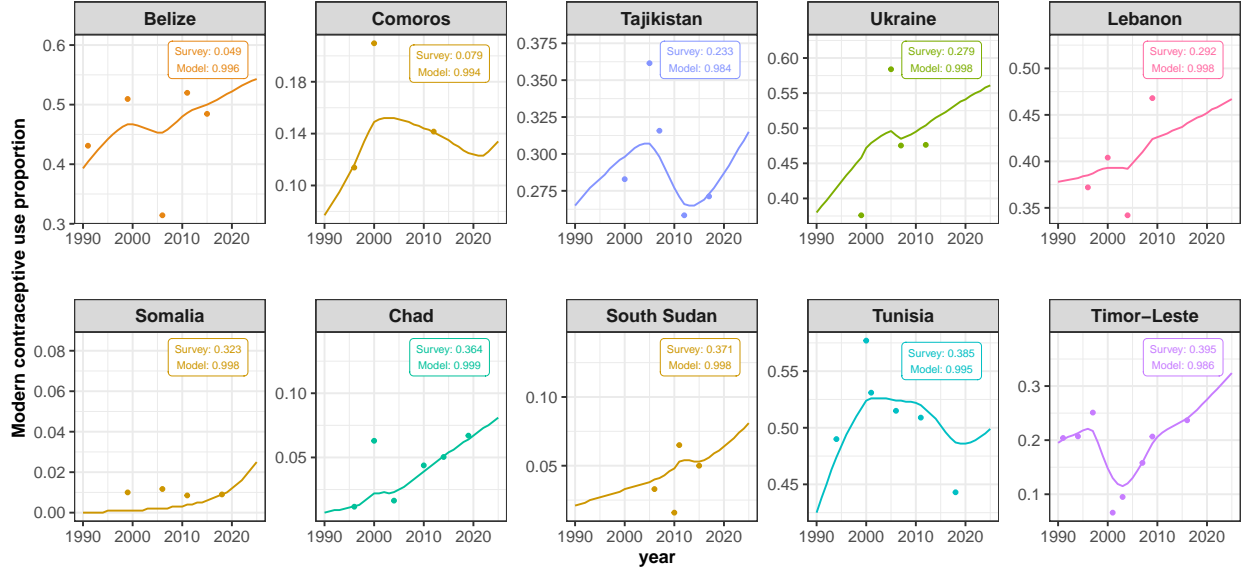 Modern contraceptive use proportion
Belize
Comoros
Tajikistan
Ukraine
Lebanon
Survey: 0.049
Model: 0.996
Survey: 0.079
Model: 0.994
Survey: 0.233
Model: 0.984
Survey: 0.279
Model: 0.998
Survey: 0.292
Model: 0.998
0.6
0.5
0.4
0.3
0.18
0.14
0.10
0.375
0.350
0.325
0.300
0.275
0.60
0.55
0.50
0.45
0.40
0.50
0.45
0.40
0.35
1990 2000 2010 2020
1990 2000 2010 2020
1990 2000 2010 2020
1990 2000 2010 2020
1990 2000 2010 2020
Somalia
Chad
South Sudan
Tunisia
Timor−Leste
Survey: 0.323
Model: 0.998
Survey: 0.364
Model: 0.999
Survey: 0.371
Model: 0.998
Survey: 0.385
Model: 0.995
Survey: 0.395
Model: 0.986
0.08
0.06
0.04
0.02
0.00
0.10
0.05
0.10
0.05
0.55
0.50
0.45
0.3
0.2
0.1
1990 2000 2010 2020
1990 2000 2010 2020
1990 2000 2010 2020
1990 2000 2010 2020
1990 2000 2010 2020
year